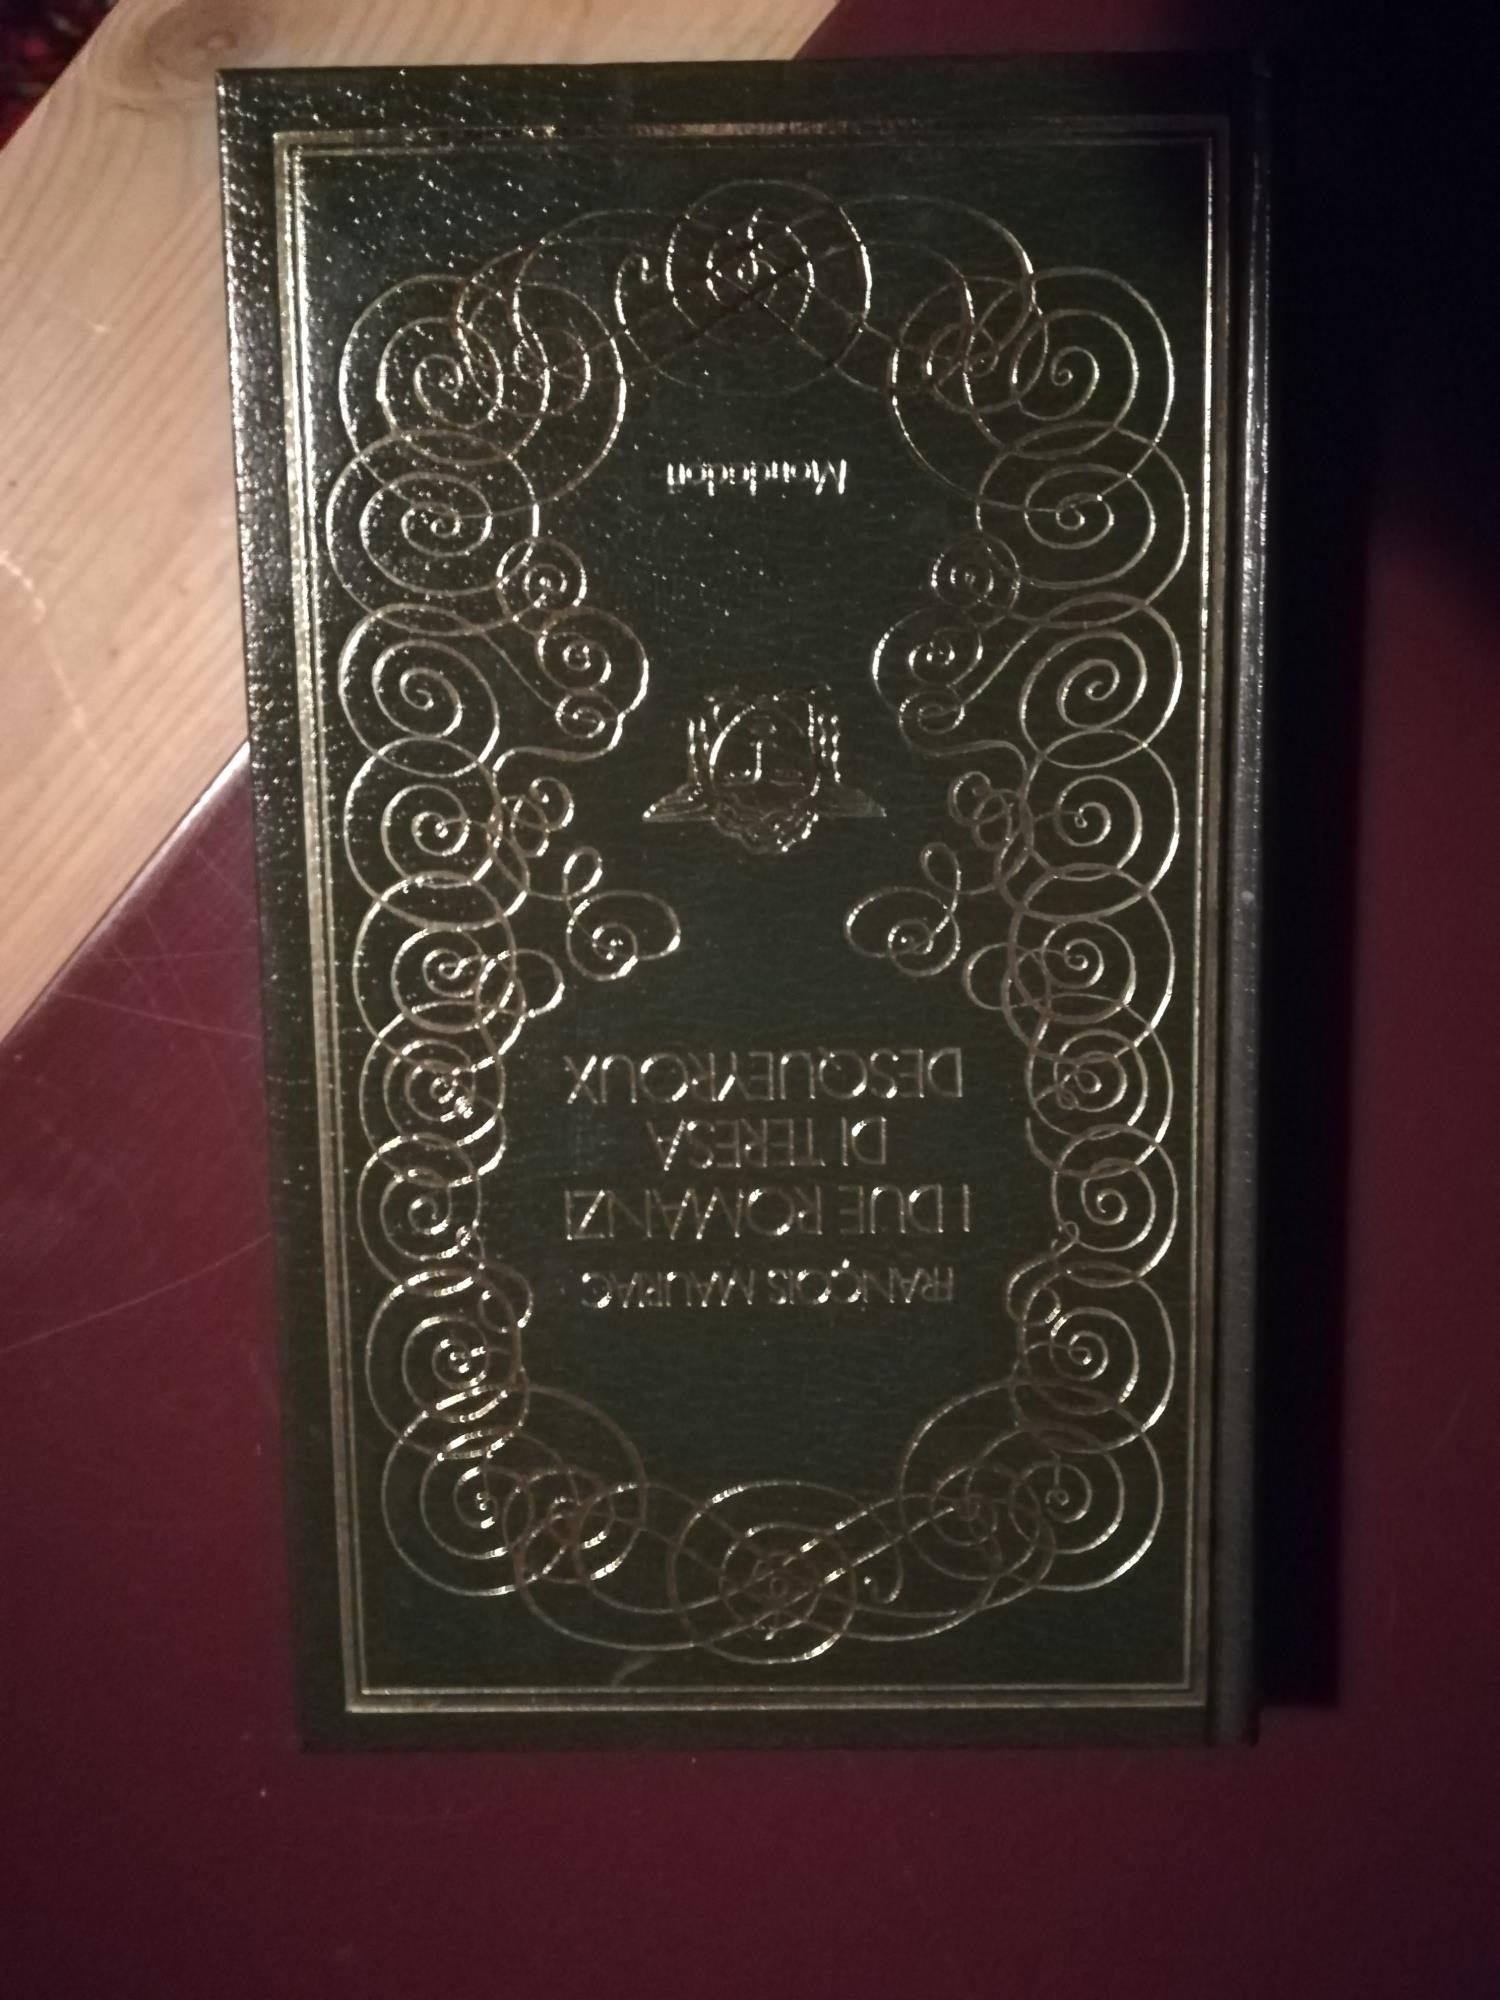 FRANÇOIS MAURIAC
I DUE ROMANZI
DI TERESA
DESQUEYROUX
Mondadori